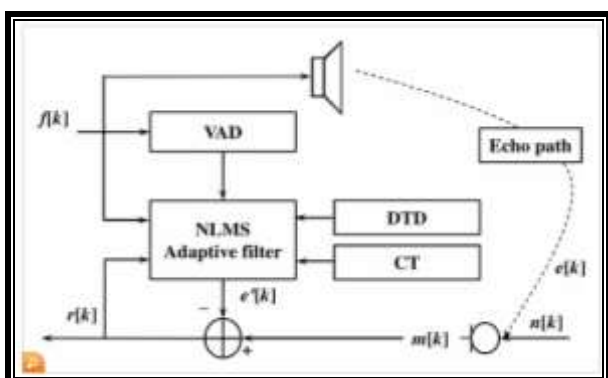 f[k]
VAD
Echo path
NLMS
Adaptive filter
DTD
CT
e[k]
r[k]
−
e'[k]
+
m[k]
n[k]